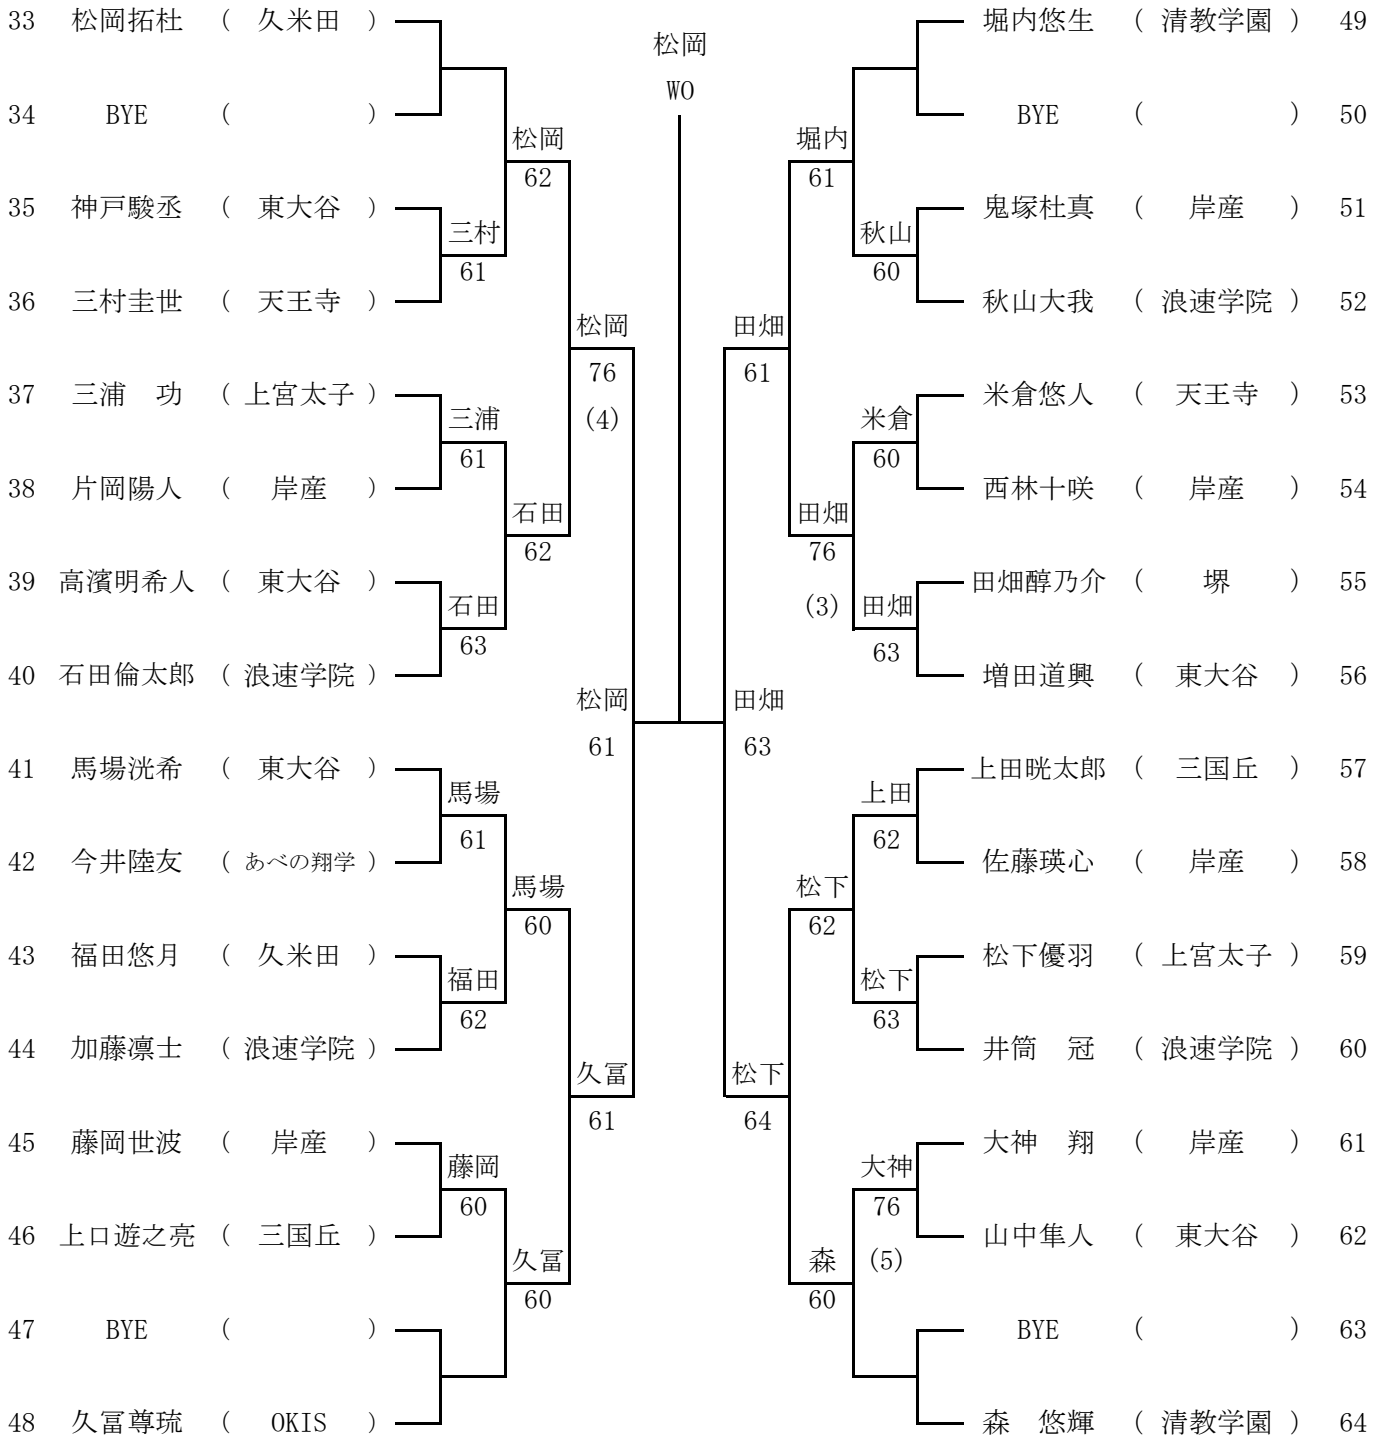 33 松岡拓杜 ( 久米田 )
34 BYE ( )
35 神戸駿丞 ( 東大谷 )
36 三村圭世 ( 天王寺 )
37 三浦　功 ( 上宮太子 )
38 片岡陽人 ( 岸産 )
39 高濱明希人 ( 東大谷 )
40 石田倫太郎 ( 浪速学院 )
41 馬場洸希 ( 東大谷 )
42 今井陸友 ( あべの翔学 )
43 福田悠月 ( 久米田 )
44 加藤凛士 ( 浪速学院 )
45 藤岡世波 ( 岸産 )
46 上口遊之亮 ( 三国丘 )
47 BYE ( )
48 久冨尊琉 ( OKIS )
三村
61
三浦
61
石田
63
馬場
61
福田
62
藤岡
60
松岡
62
石田
62
馬場
60
久冨
60
松岡
76
(4)
久冨
61
松岡
61
松岡
WO
田畑
63
田畑
61
松下
64
堀内
61
田畑
76
(3)
松下
62
森
60
秋山
60
米倉
60
田畑
63
上田
62
松下
63
大神
76
(5)
堀内悠生 ( 清教学園 ) 49
BYE ( ) 50
鬼塚杜真 ( 岸産 ) 51
秋山大我 ( 浪速学院 ) 52
米倉悠人 ( 天王寺 ) 53
西林十咲 ( 岸産 ) 54
田畑醇乃介 ( 堺 ) 55
増田道興 ( 東大谷 ) 56
上田晄太郎 ( 三国丘 ) 57
佐藤瑛心 ( 岸産 ) 58
松下優羽 ( 上宮太子 ) 59
井筒　冠 ( 浪速学院 ) 60
大神　翔 ( 岸産 ) 61
山中隼人 ( 東大谷 ) 62
BYE ( ) 63
森　悠輝 ( 清教学園 ) 64